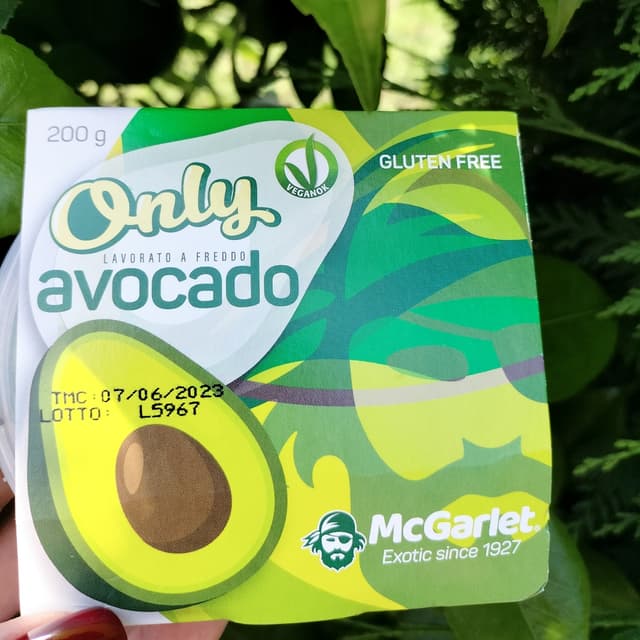 200 g
Only
VEGANOK
GLUTEN FREE
LAVORATO A FREDDO
avocado
TMC:07/06/2023
LOTTO: L5967
McGarlet®
Exotic since 1927